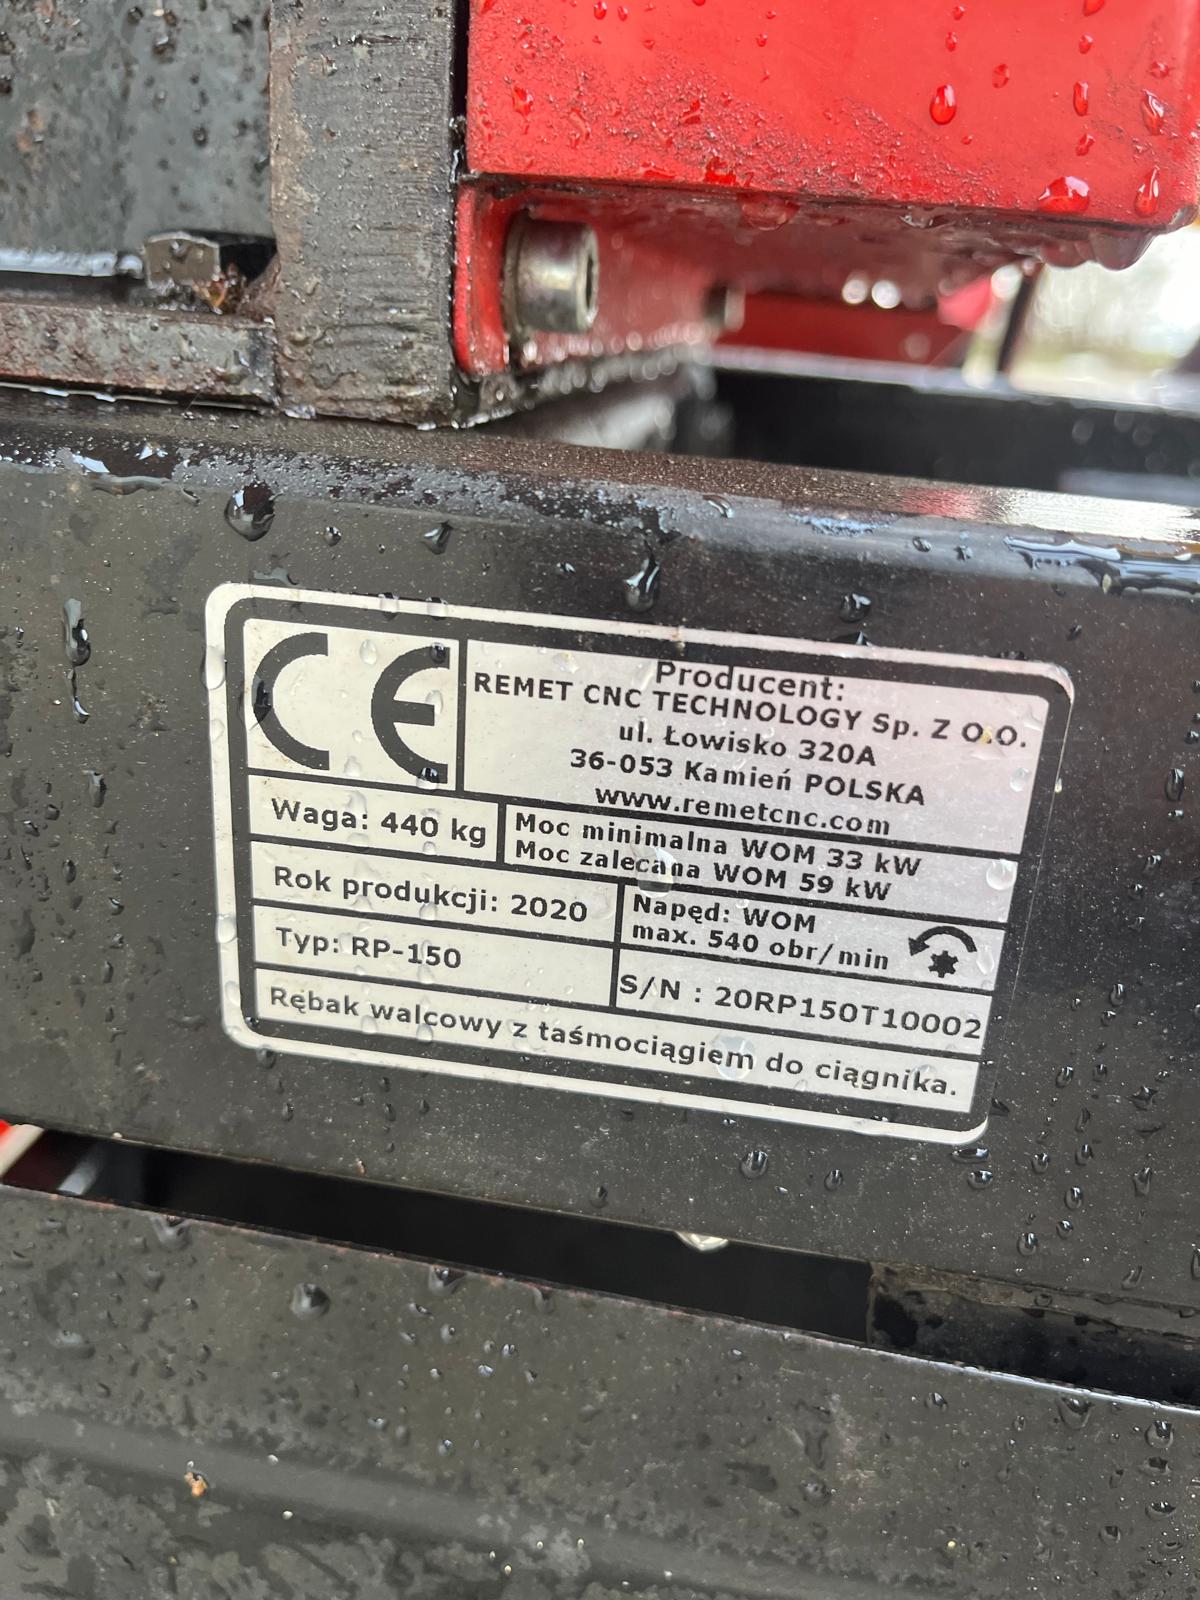 CE
Producent:
REMET CNC TECHNOLOGY Sp. Z O.O.
ul. Łowisko 320A
36-053 Kamień POLSKA
www.remetcnc.com
Waga: 440 kg
Moc minimalna WOM 33 kW
Moc zalecana WOM 59 kW
Rok produkcji: 2020
Napęd: WOM
max. 540 obr/min
Typ: RP-150
S/N : 20RP150T10002
Rębak walcowy z taśmociągiem do ciągnika.